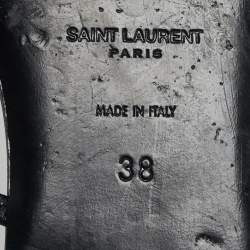 SAINT LAURENT
PARIS
MADE IN ITALY
38